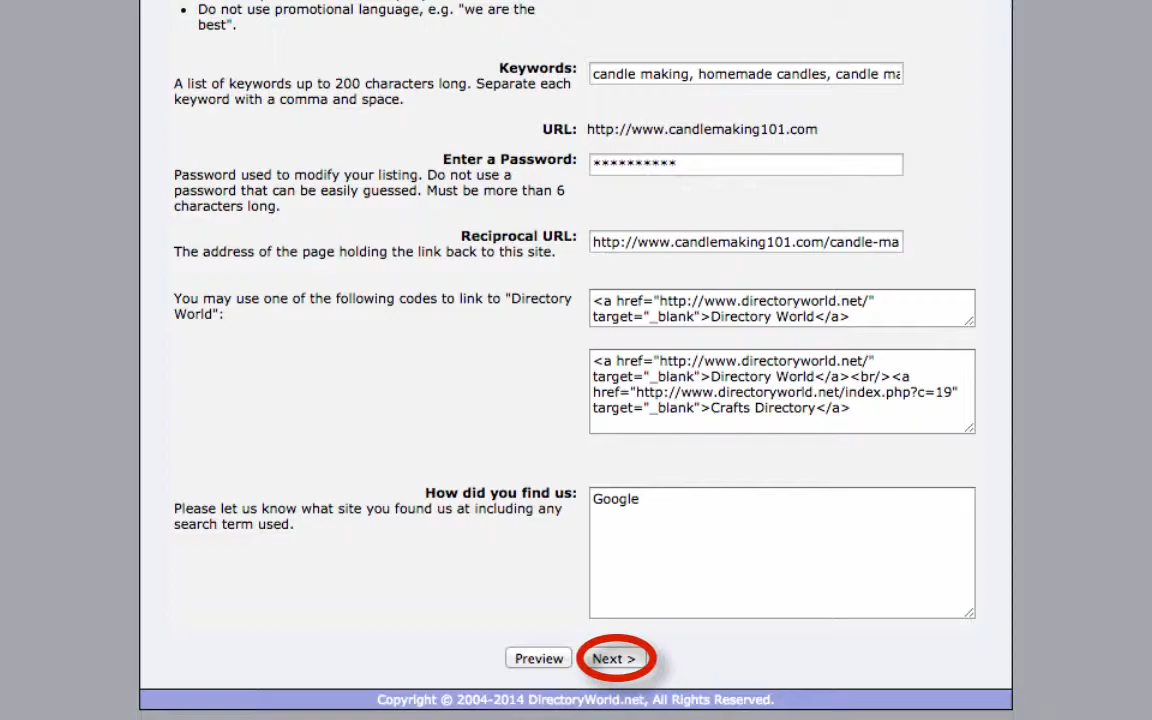 Do not use promotional language, e.g. "we are the
best".
Keywords:
A list of keywords up to 200 characters long. Separate each
keyword with a comma and space.
candle making, homemade candles, candle ma
URL:
http://www.candlemaking101.com
Enter a Password:
Password used to modify your listing. Do not use a
password that can be easily guessed. Must be more than 6
characters long.
**********
Reciprocal URL:
The address of the page holding the link back to this site.
http://www.candlemaking101.com/candle-ma
You may use one of the following codes to link to "Directory
World":
<a href="http://www.directoryworld.net/"
target="_blank">Directory World</a>
<a href="http://www.directoryworld.net/"
target="_blank">Directory World</a><br/><a
href="http://www.directoryworld.net/index.php?c=19"
target="_blank">Crafts Directory</a>
How did you find us:
Please let us know what site you found us at including any
search term used.
Google
Preview
Next >
Copyright © 2004-2014 DirectoryWorld.net, All Rights Reserved.